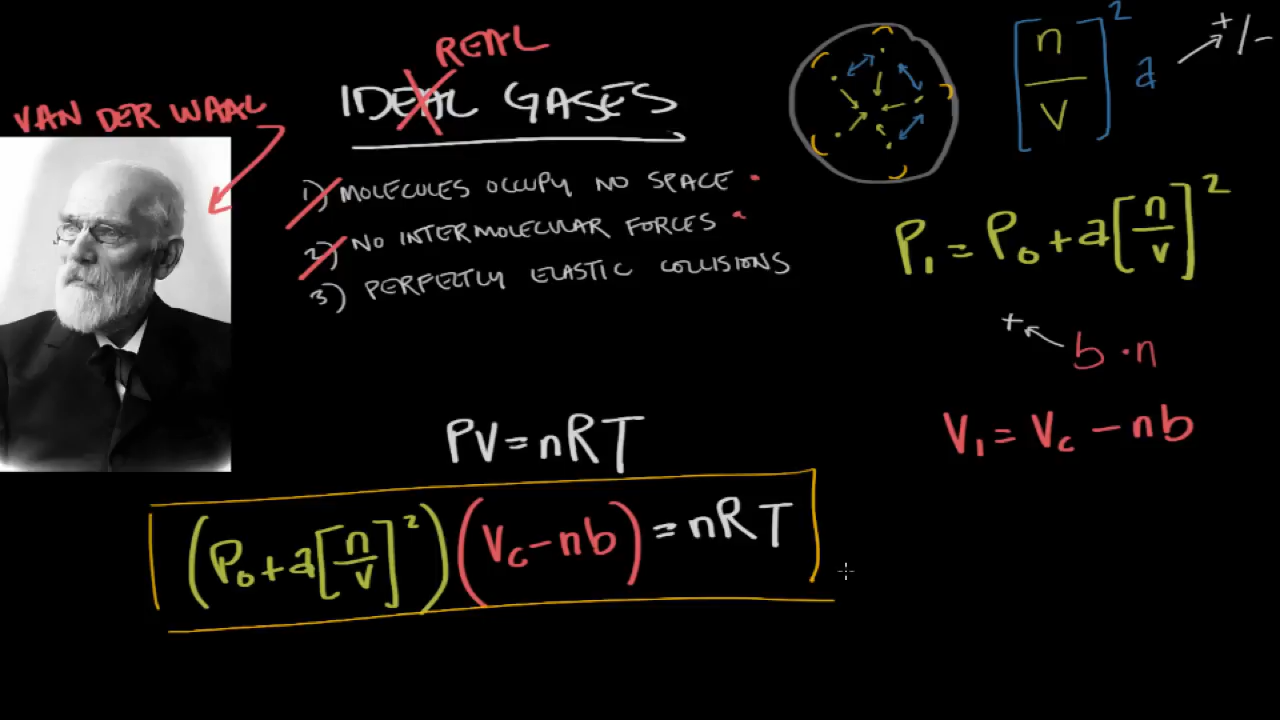 REAL
IDEAL GASES
VAN DER WAAL
1) MOLECULES OCCUPY NO SPACE
2) NO INTERMOLECULAR FORCES
3) PERFECTLY ELASTIC COLLISIONS
[n/V]² a +/-
P₁ = P₀ + a[n/V]²
+ b · n
V₁ = V꜀ - nb
PV = nRT
(P₀ + a[n/V]²)(V꜀ - nb) = nRT